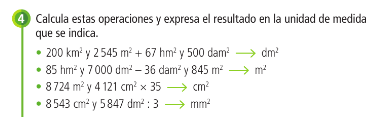 4 Calcula estas operaciones y expresa el resultado en la unidad de medida
que se indica.
• 200 km² y 2 545 m² + 67 hm² y 500 dam² → dm²
• 85 hm² y 7 000 dm² – 36 dam² y 845 m² → m²
• 8 724 m² y 4 121 cm² × 35 → cm²
• 8 543 cm² y 5 847 dm² : 3 → mm²